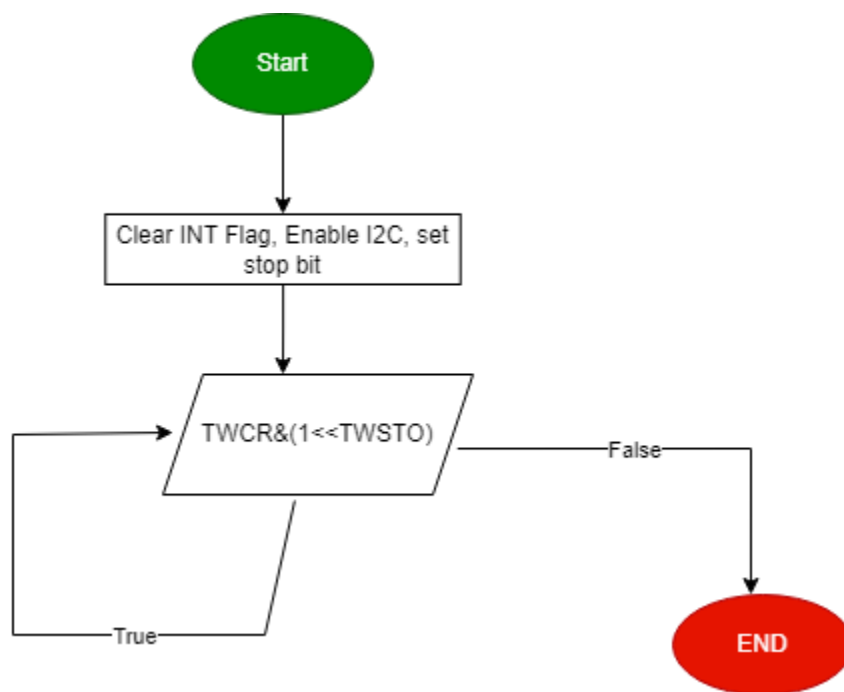 Start
Clear INT Flag, Enable I2C, set
stop bit
TWCR&(1<<TWSTO)
False
True
END